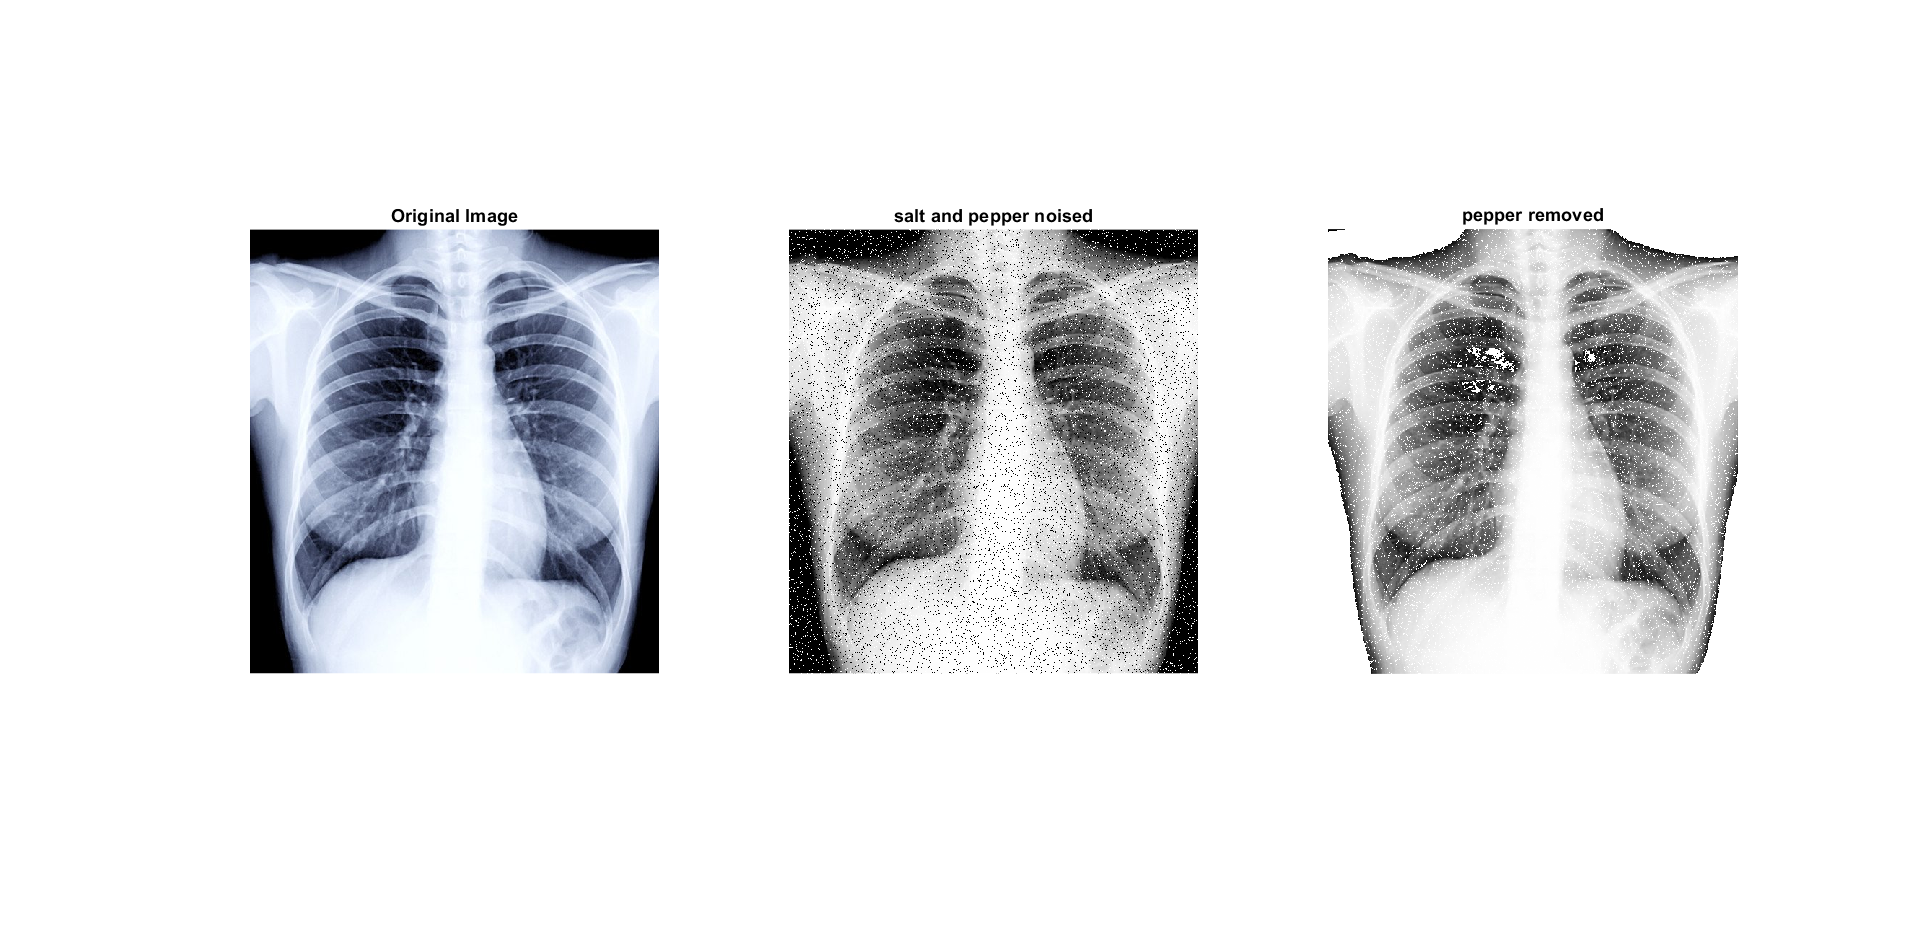 Original Image
salt and pepper noised
pepper removed